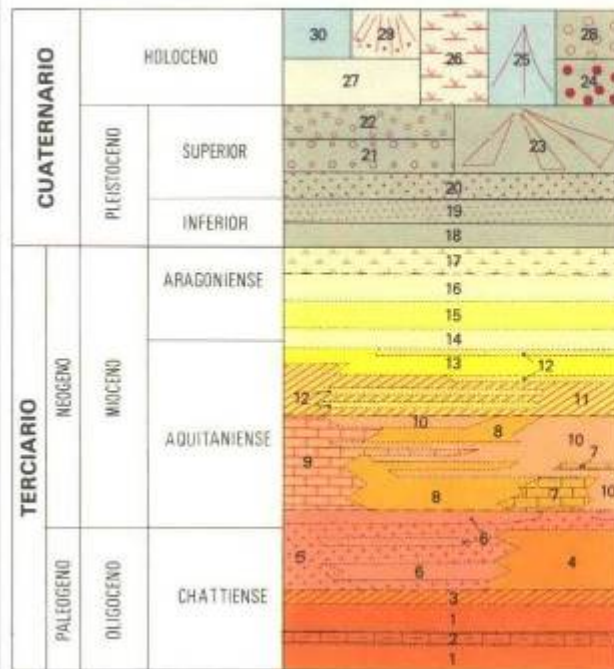 CUATERNARIO
HOLOCENO
PLEISTOCENO
SUPERIOR
INFERIOR
30
29
26
25
28
27
24
22
21
23
20
19
18
TERCIARIO
NEOGENO
MIOCENO
ARAGONIENSE
AQUITANIENSE
17
16
15
14
13
12
12
11
10
8
10
9
7
8
7
10
PALEOGENO
OLIGOCENO
CHATTIENSE
6
5
6
4
3
1
2
1